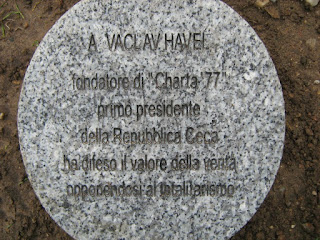 A VACLAV HAVEL
fondatore di "Charta '77"
primo presidente
della Repubblica Ceca
ha difeso il valore della verità
opponendosi al totalitarismo